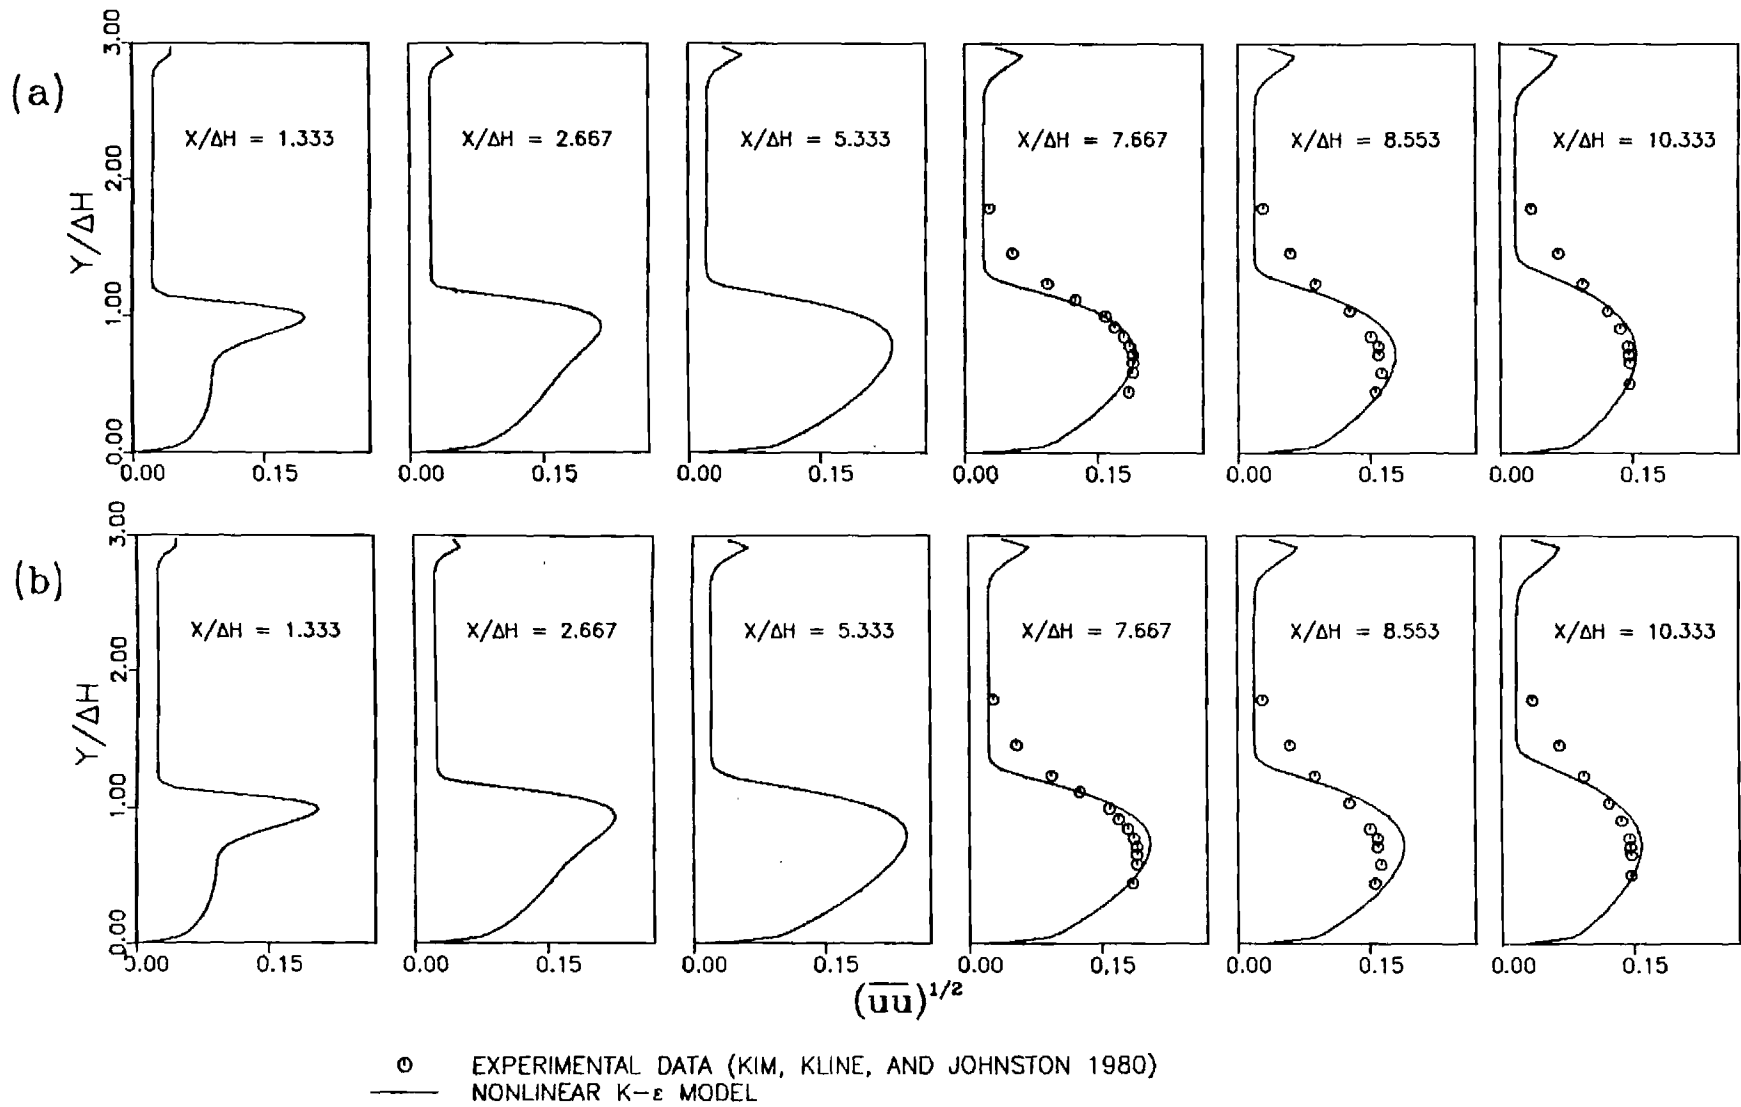 (a)
Y/ΔH
3.00
2.00
1.00
0.00
X/ΔH = 1.333
X/ΔH = 2.667
X/ΔH = 5.333
X/ΔH = 7.667
X/ΔH = 8.553
X/ΔH = 10.333
0.00 0.15
0.00 0.15
0.00 0.15
0.00 0.15
0.00 0.15
0.00 0.15
(b)
Y/ΔH
3.00
2.00
1.00
0.00
X/ΔH = 1.333
X/ΔH = 2.667
X/ΔH = 5.333
X/ΔH = 7.667
X/ΔH = 8.553
X/ΔH = 10.333
0.00 0.15
0.00 0.15
0.00 0.15
0.00 0.15
0.00 0.15
0.00 0.15
(u̅u̅)¹/²
EXPERIMENTAL DATA (KIM, KLINE, AND JOHNSTON 1980)
NONLINEAR K-ε MODEL